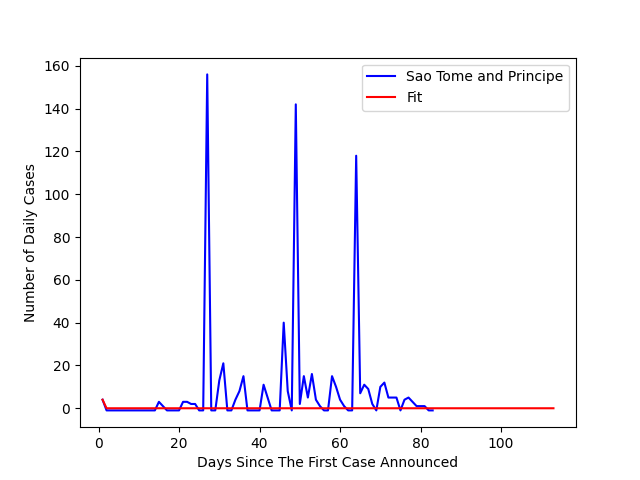 Sao Tome and Principe
Fit
160
140
120
100
80
60
40
20
0
Number of Daily Cases
0 20 40 60 80 100
Days Since The First Case Announced